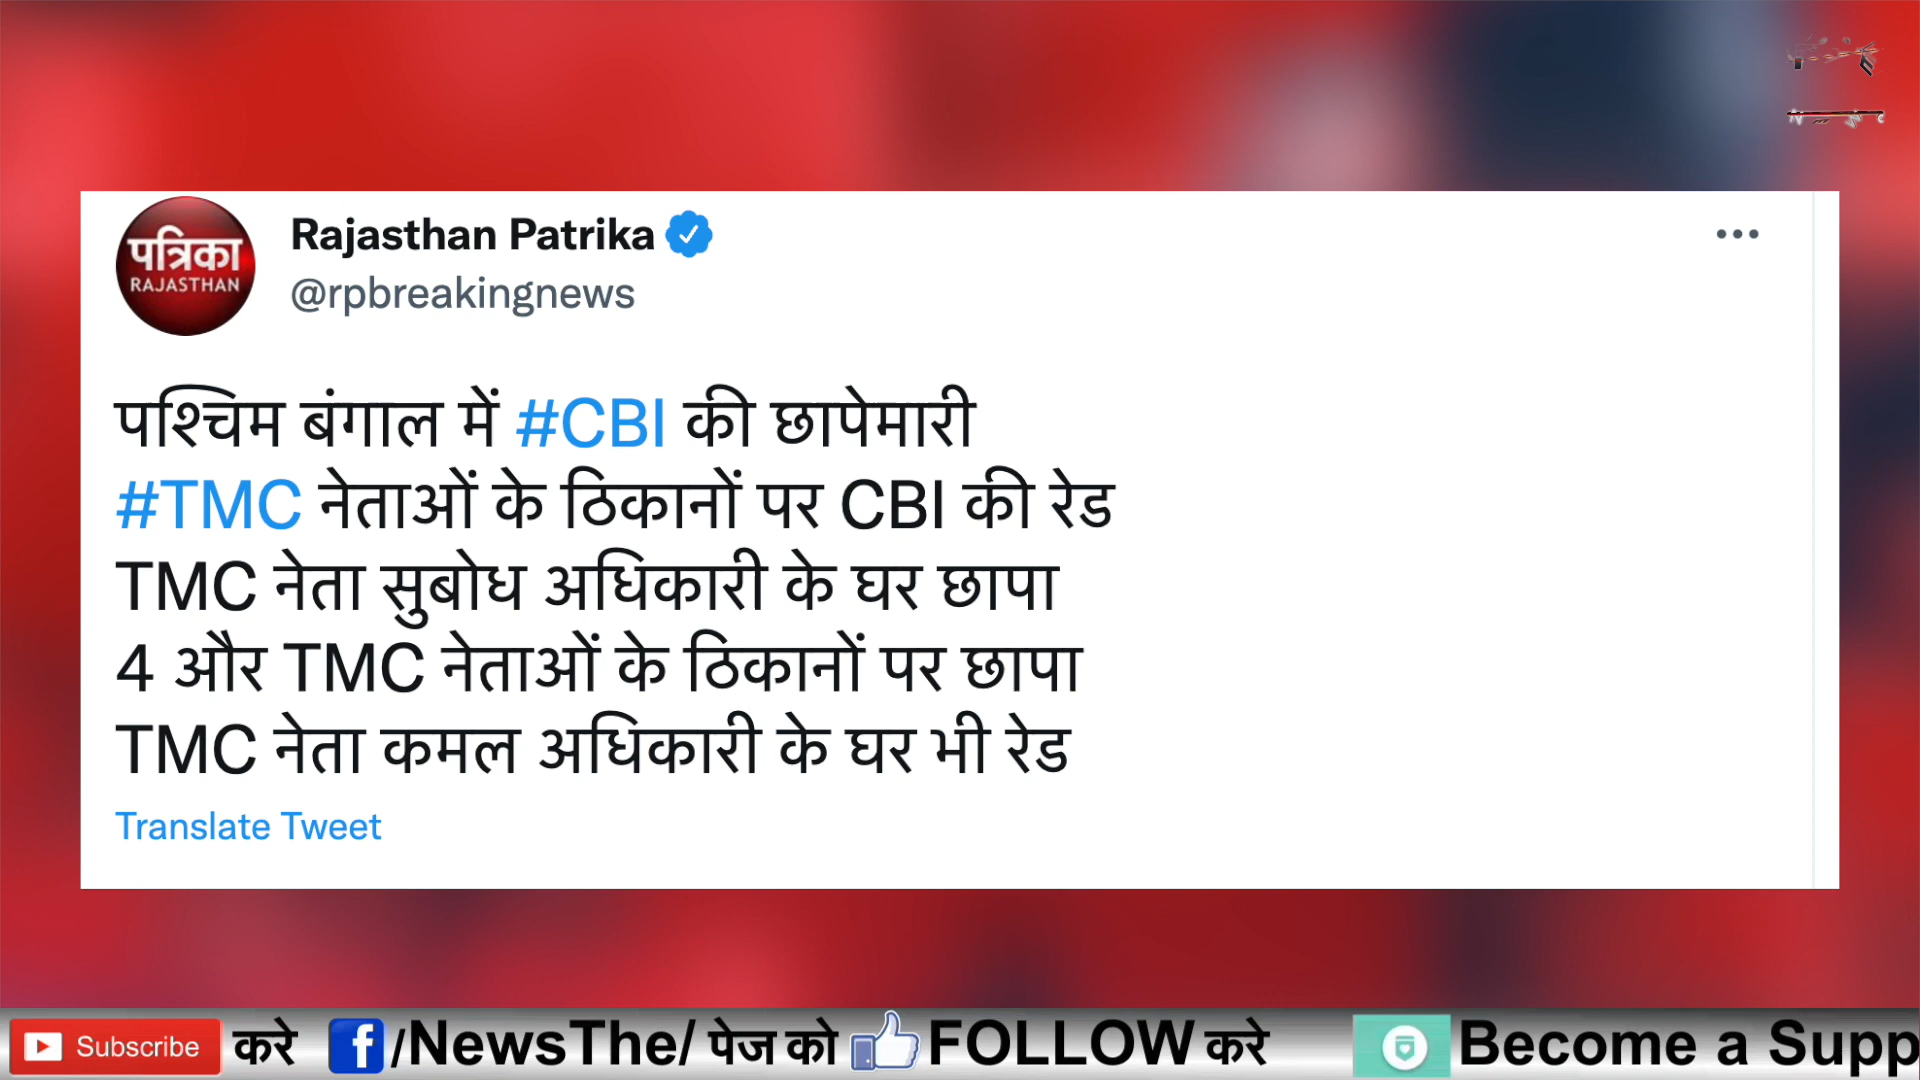 पत्रिका
RAJASTHAN
Rajasthan Patrika
@rpbreakingnews
पश्चिम बंगाल में #CBI की छापेमारी
#TMC नेताओं के ठिकानों पर CBI की रेड
TMC नेता सुबोध अधिकारी के घर छापा
4 और TMC नेताओं के ठिकानों पर छापा
TMC नेता कमल अधिकारी के घर भी रेड
Translate Tweet
Subscribe करे f/NewsThe/ पेज को FOLLOW करे Become a Supp